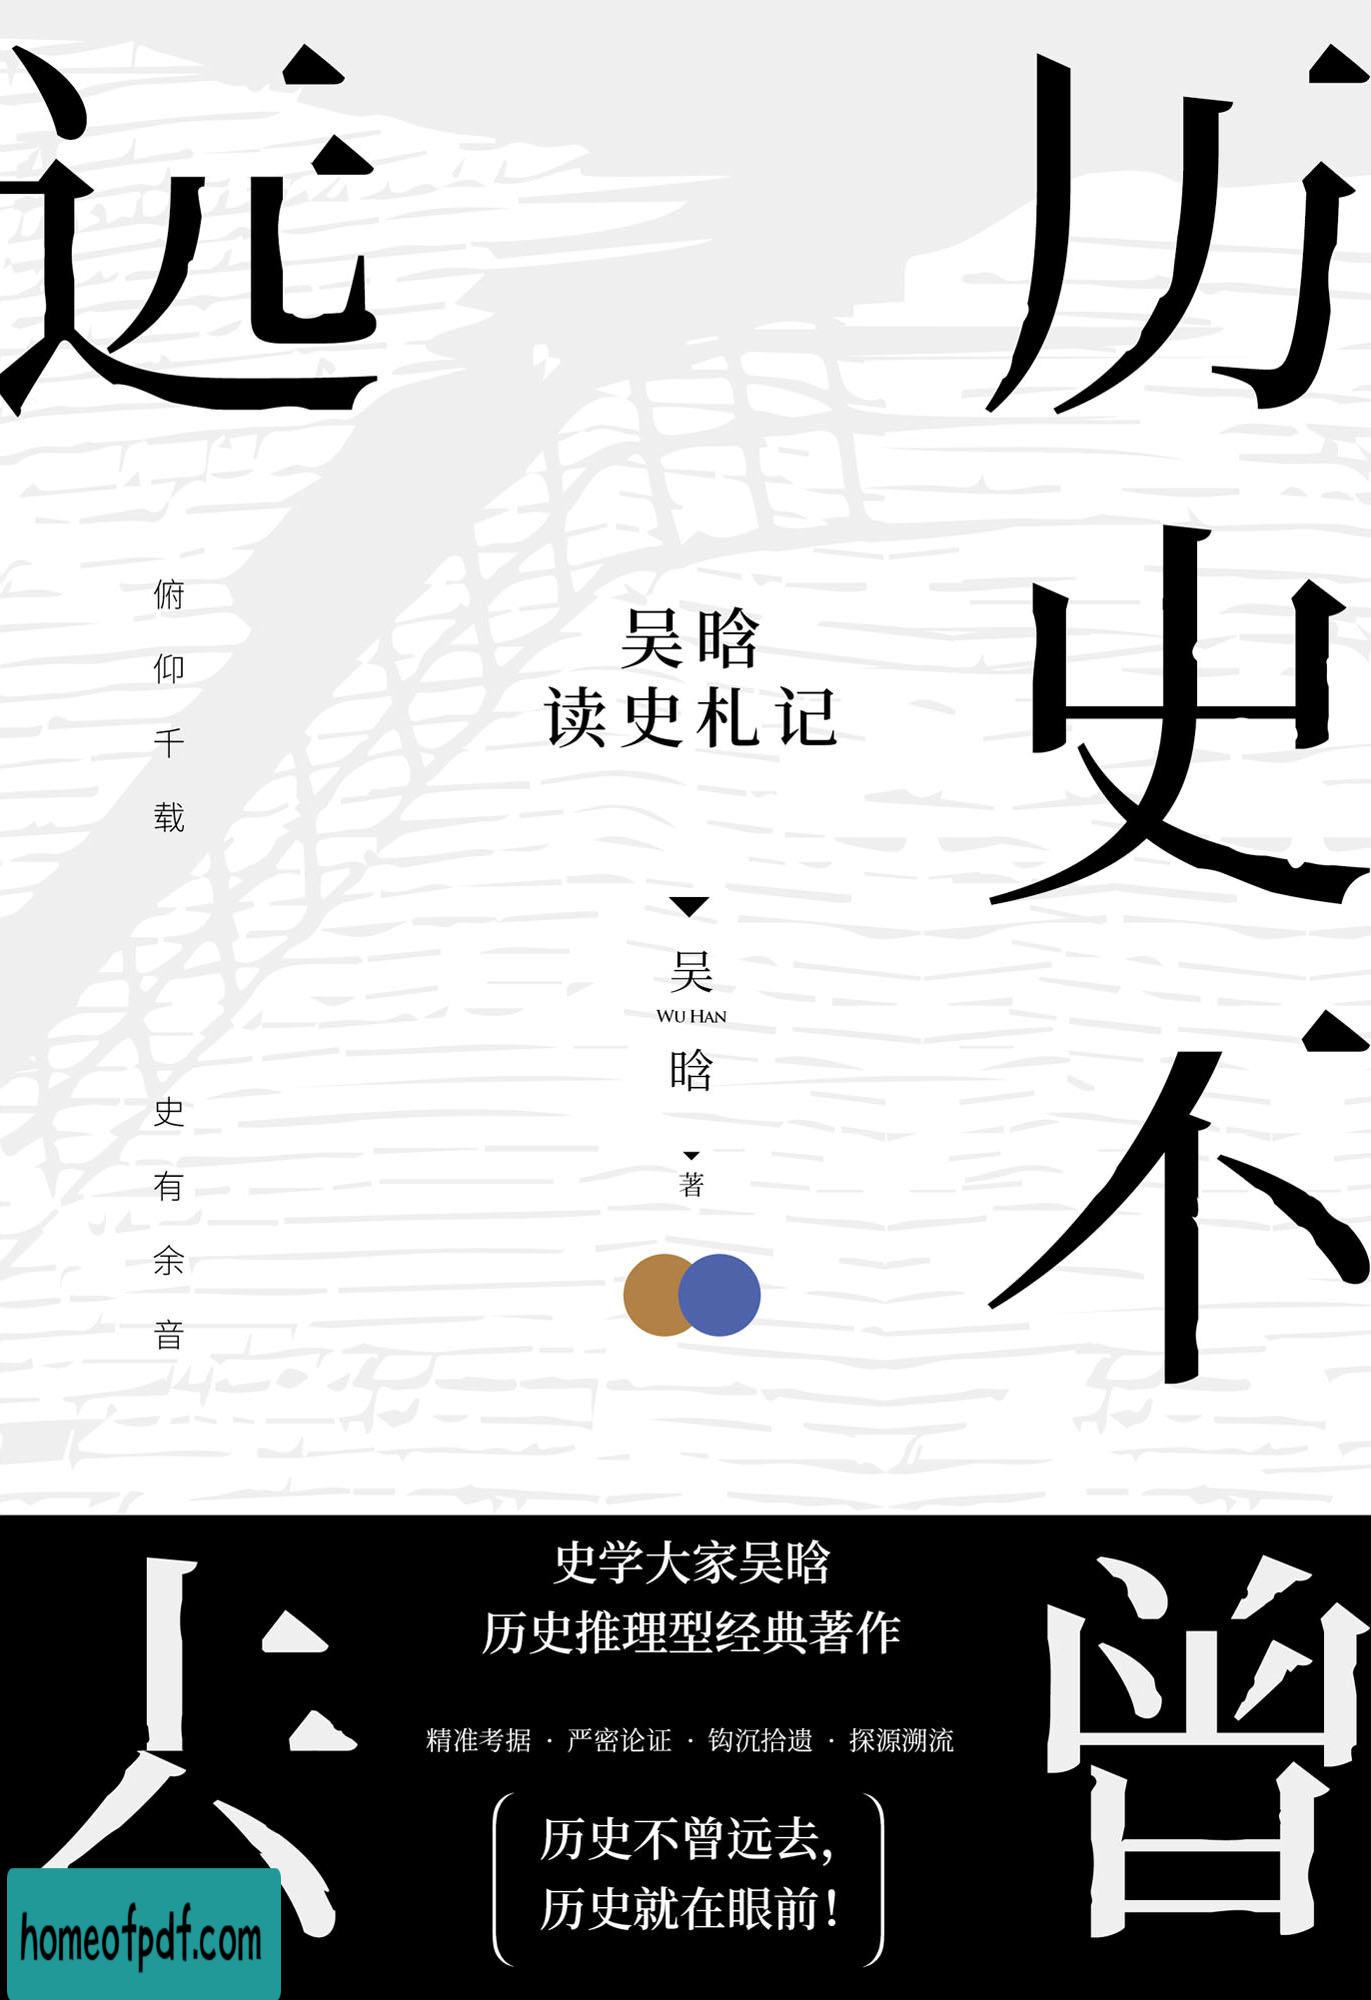 历史不曾
远去
吴晗
读史札记
吴
WU HAN
晗
著
俯仰千载
史有余音
史学大家吴晗
历史推理型经典著作
精准考据 · 严密论证 · 钩沉拾遗 · 探源溯流
历史不曾远去，
历史就在眼前！
homeofpdf.com